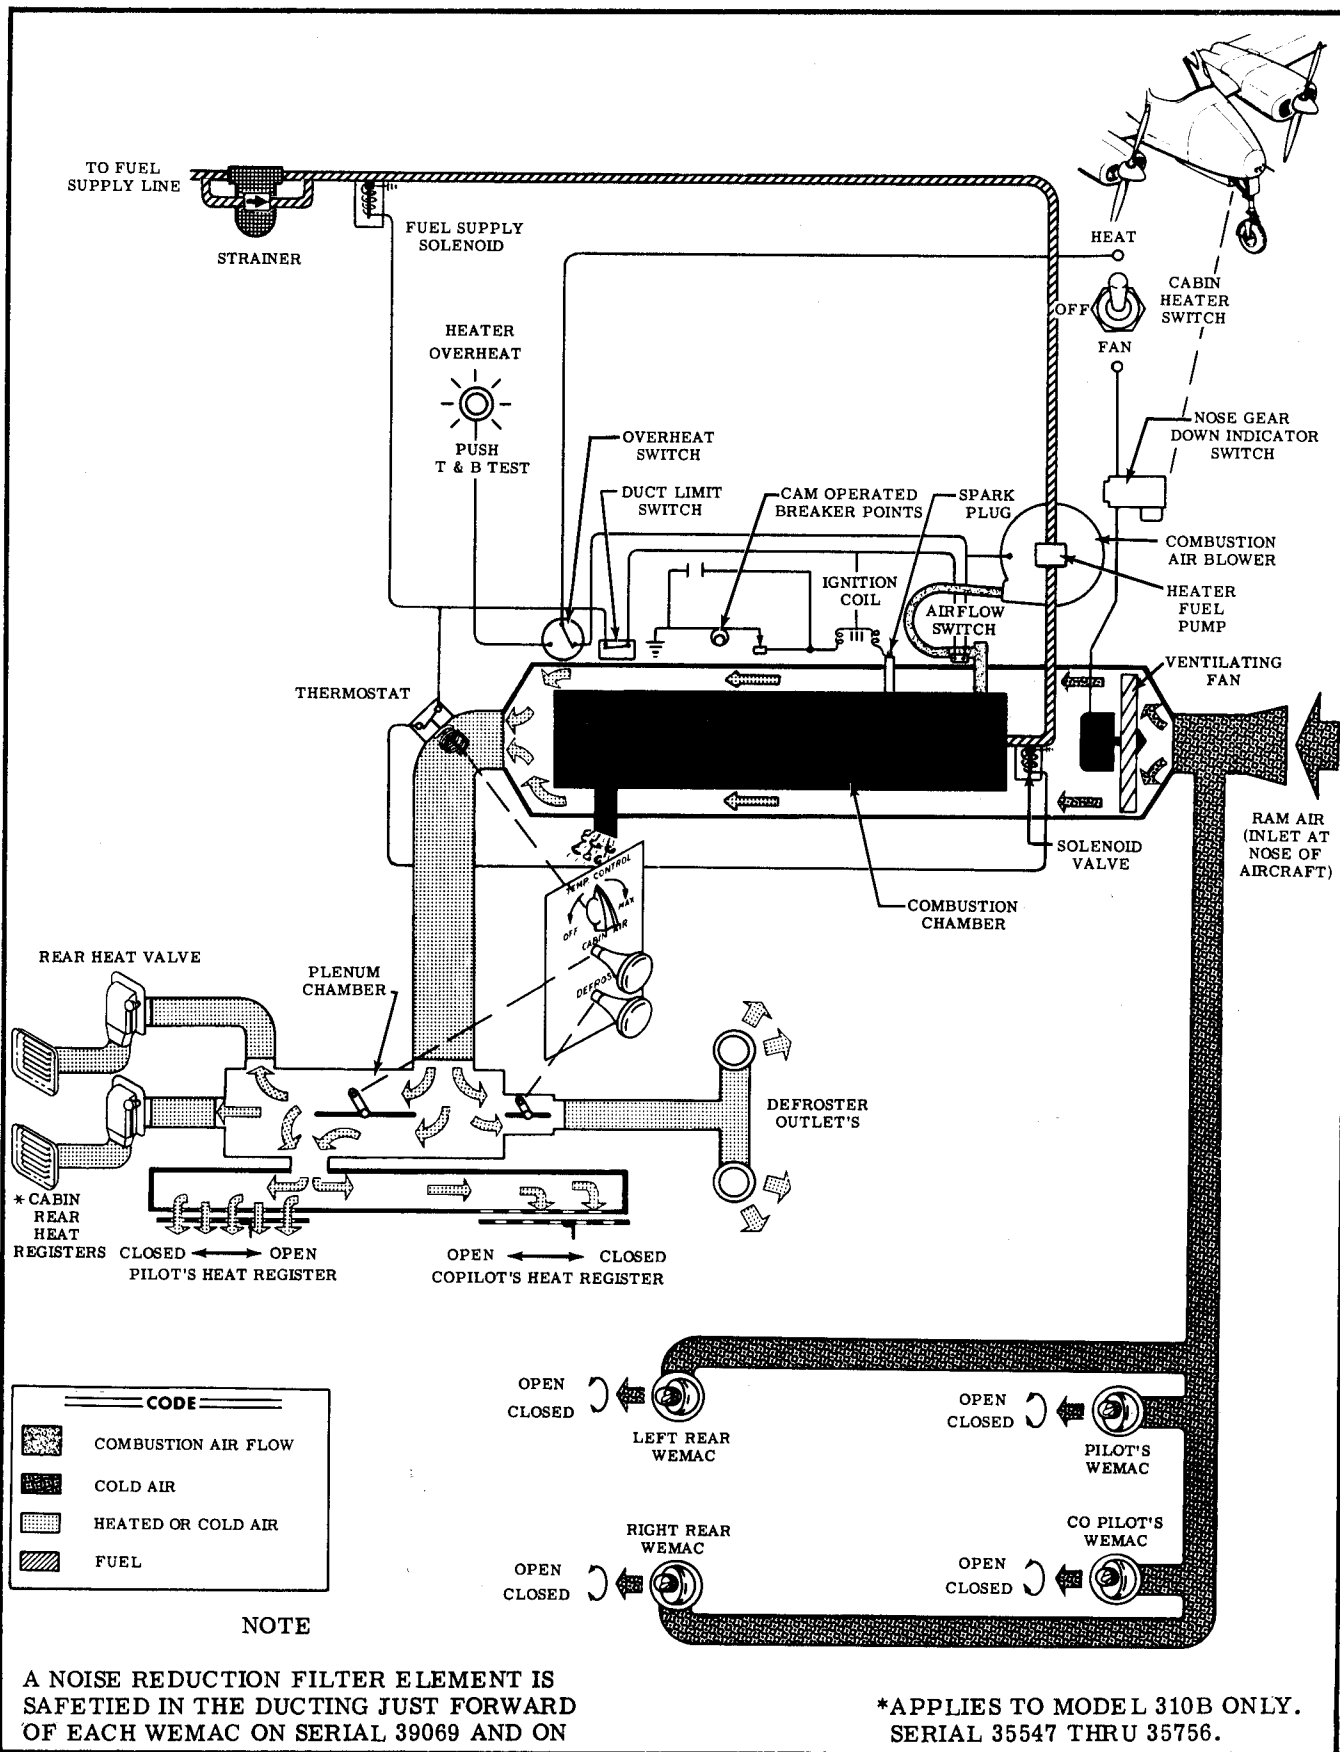 TO FUEL
SUPPLY LINE
STRAINER
FUEL SUPPLY
SOLENOID
HEAT
OFF
CABIN
HEATER
SWITCH
FAN
HEATER
OVERHEAT
PUSH
T & B TEST
OVERHEAT
SWITCH
NOSE GEAR
DOWN INDICATOR
SWITCH
DUCT LIMIT
SWITCH
CAM OPERATED
BREAKER POINTS
SPARK
PLUG
COMBUSTION
AIR BLOWER
IGNITION
COIL
AIRFLOW
SWITCH
HEATER
FUEL
PUMP
VENTILATING
FAN
THERMOSTAT
RAM AIR
(INLET AT
NOSE OF
AIRCRAFT)
SOLENOID
VALVE
COMBUSTION
CHAMBER
TEMP CONTROL
OFF
MAX
CABIN AIR
DEFROS
REAR HEAT VALVE
PLENUM
CHAMBER
DEFROSTER
OUTLET'S
*CABIN
REAR
HEAT
REGISTERS
CLOSED OPEN
PILOT'S HEAT REGISTER
OPEN CLOSED
COPILOT'S HEAT REGISTER
OPEN
CLOSED
LEFT REAR
WEMAC
OPEN
CLOSED
PILOT'S
WEMAC
RIGHT REAR
WEMAC
OPEN
CLOSED
CO PILOT'S
WEMAC
OPEN
CLOSED
CODE
COMBUSTION AIR FLOW
COLD AIR
HEATED OR COLD AIR
FUEL
NOTE
A NOISE REDUCTION FILTER ELEMENT IS
SAFETIED IN THE DUCTING JUST FORWARD
OF EACH WEMAC ON SERIAL 39069 AND ON
*APPLIES TO MODEL 310B ONLY.
SERIAL 35547 THRU 35756.